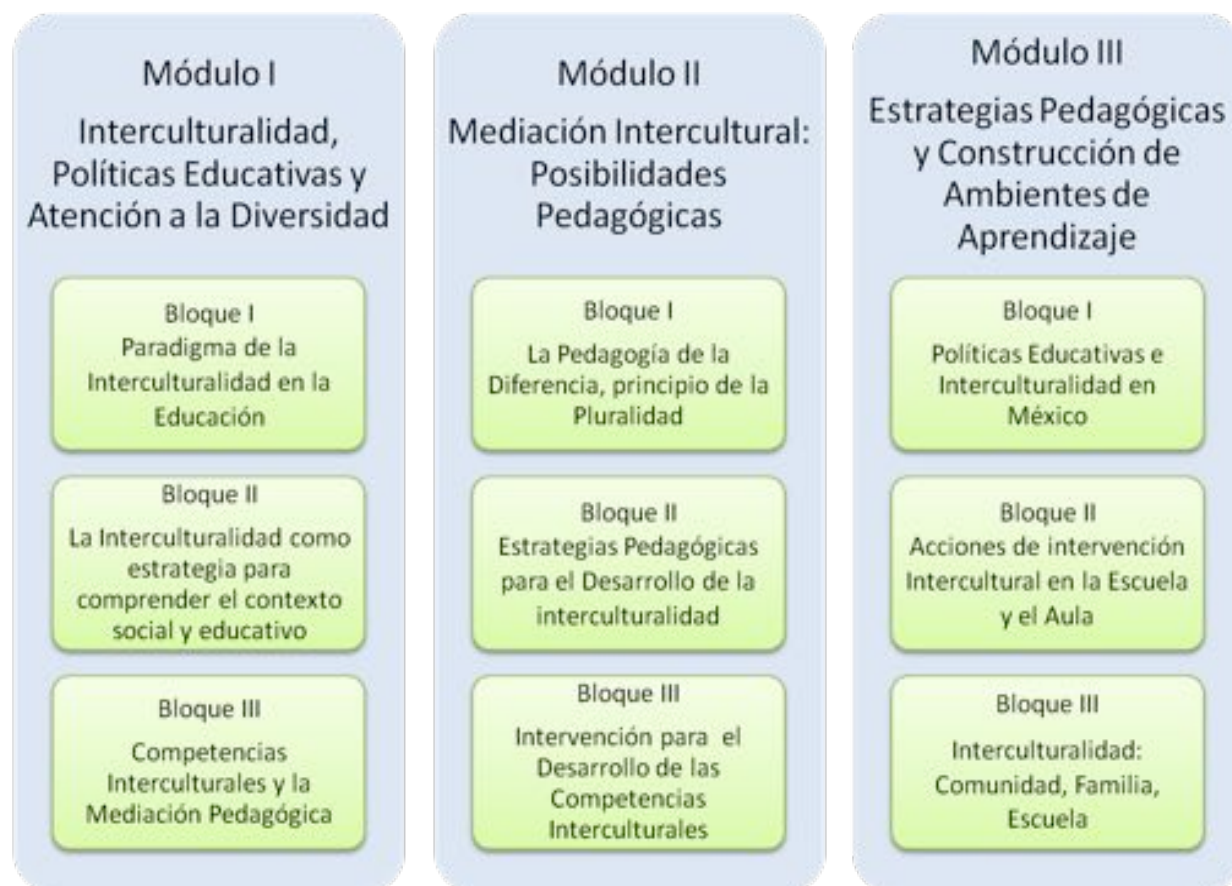 Módulo I
Interculturalidad,
Políticas Educativas y
Atención a la Diversidad
Bloque I
Paradigma de la
Interculturalidad en la
Educación
Bloque II
La Interculturalidad como
estrategia para
comprender el contexto
social y educativo
Bloque III
Competencias
Interculturales y la
Mediación Pedagógica
Módulo II
Mediación Intercultural:
Posibilidades
Pedagógicas
Bloque I
La Pedagogía de la
Diferencia, principio de la
Pluralidad
Bloque II
Estrategias Pedagógicas
para el Desarrollo de la
interculturalidad
Bloque III
Intervención para el
Desarrollo de las
Competencias
Interculturales
Módulo III
Estrategias Pedagógicas
y Construcción de
Ambientes de
Aprendizaje
Bloque I
Políticas Educativas e
Interculturalidad en
México
Bloque II
Acciones de intervención
Intercultural en la Escuela
y el Aula
Bloque III
Interculturalidad:
Comunidad, Familia,
Escuela